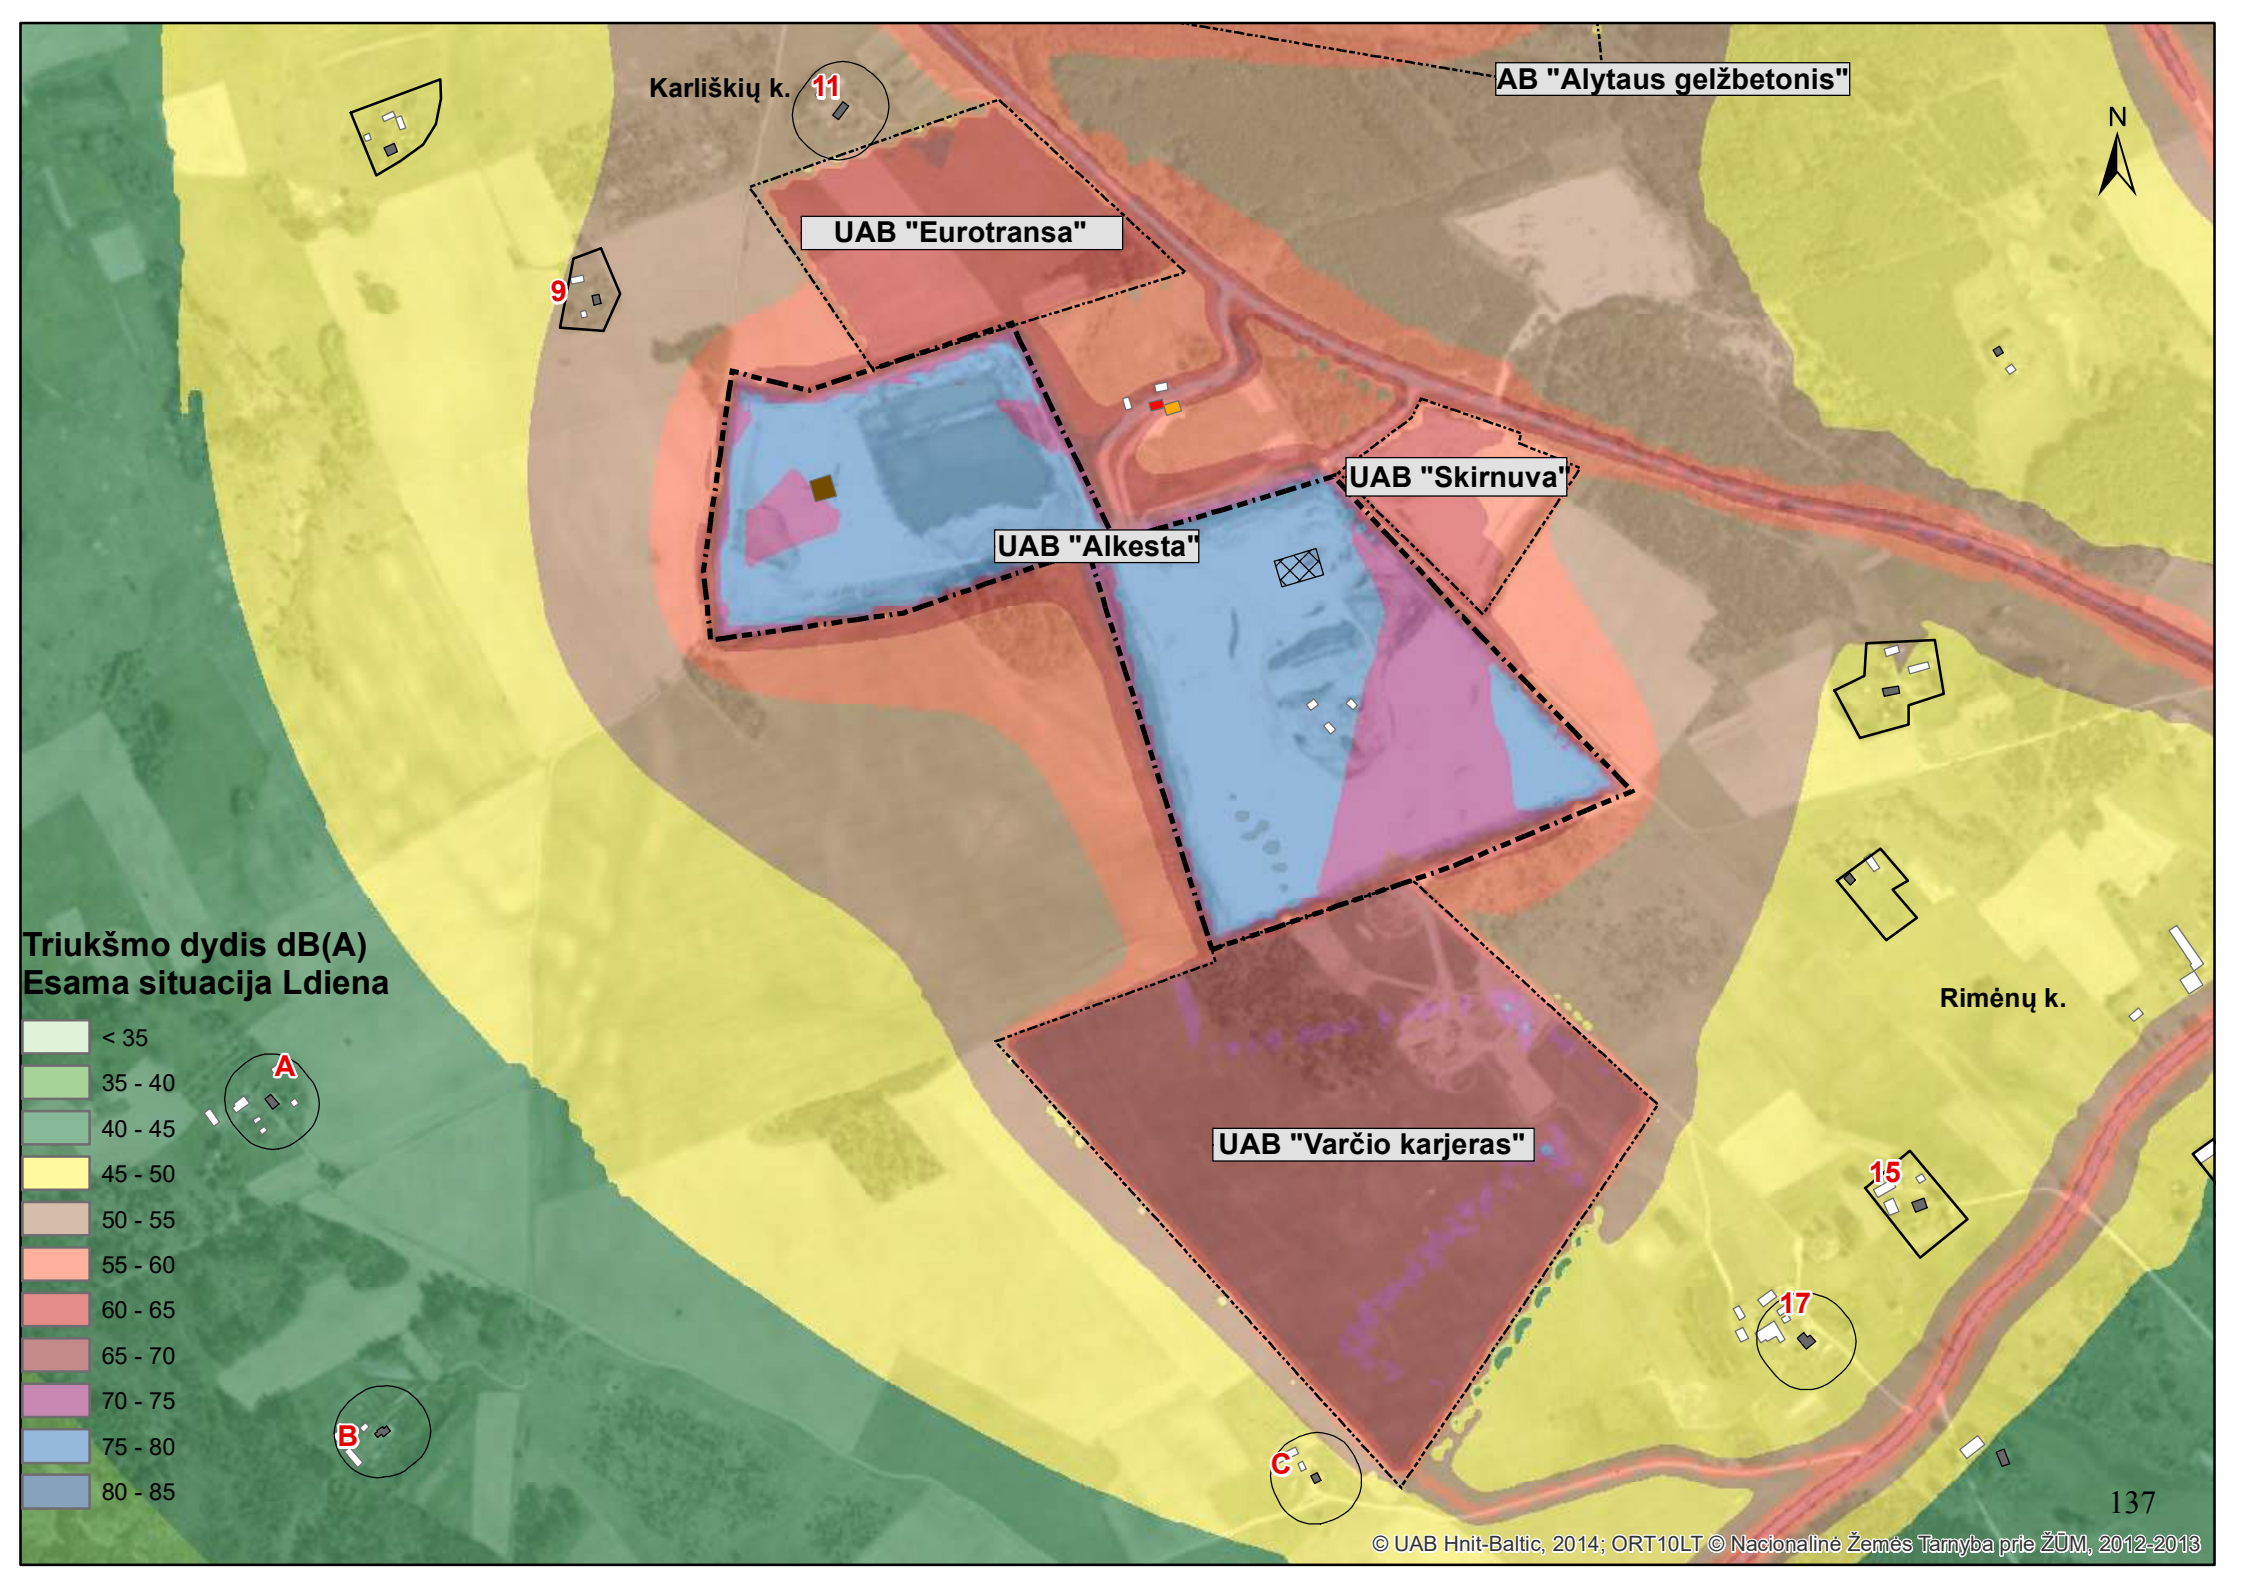 AB "Alytaus gelžbetonis"
Karliškių k.
11
N
UAB "Eurotransa"
9
UAB "Skirnuva"
UAB "Alkesta"
Triukšmo dydis dB(A)
Esama situacija Ldiena
< 35
35 - 40
40 - 45
45 - 50
50 - 55
55 - 60
60 - 65
65 - 70
70 - 75
75 - 80
80 - 85
A
B
C
Rimėnų k.
UAB "Varčio karjeras"
15
17
137
© UAB Hnit-Baltic, 2014; ORT10LT © Nacionalinė Žemės Tarnyba prie ŽŪM, 2012-2013